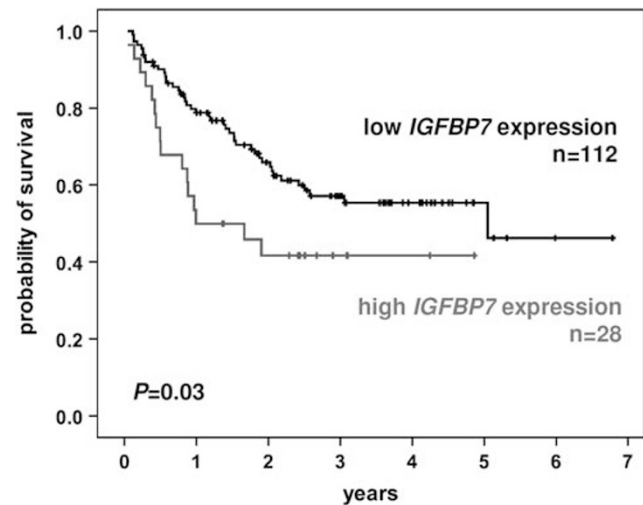 probability of survival
1.0
0.8
0.6
0.4
0.2
0.0
low IGFBP7 expression
n=112
high IGFBP7 expression
n=28
P=0.03
0 1 2 3 4 5 6 7
years